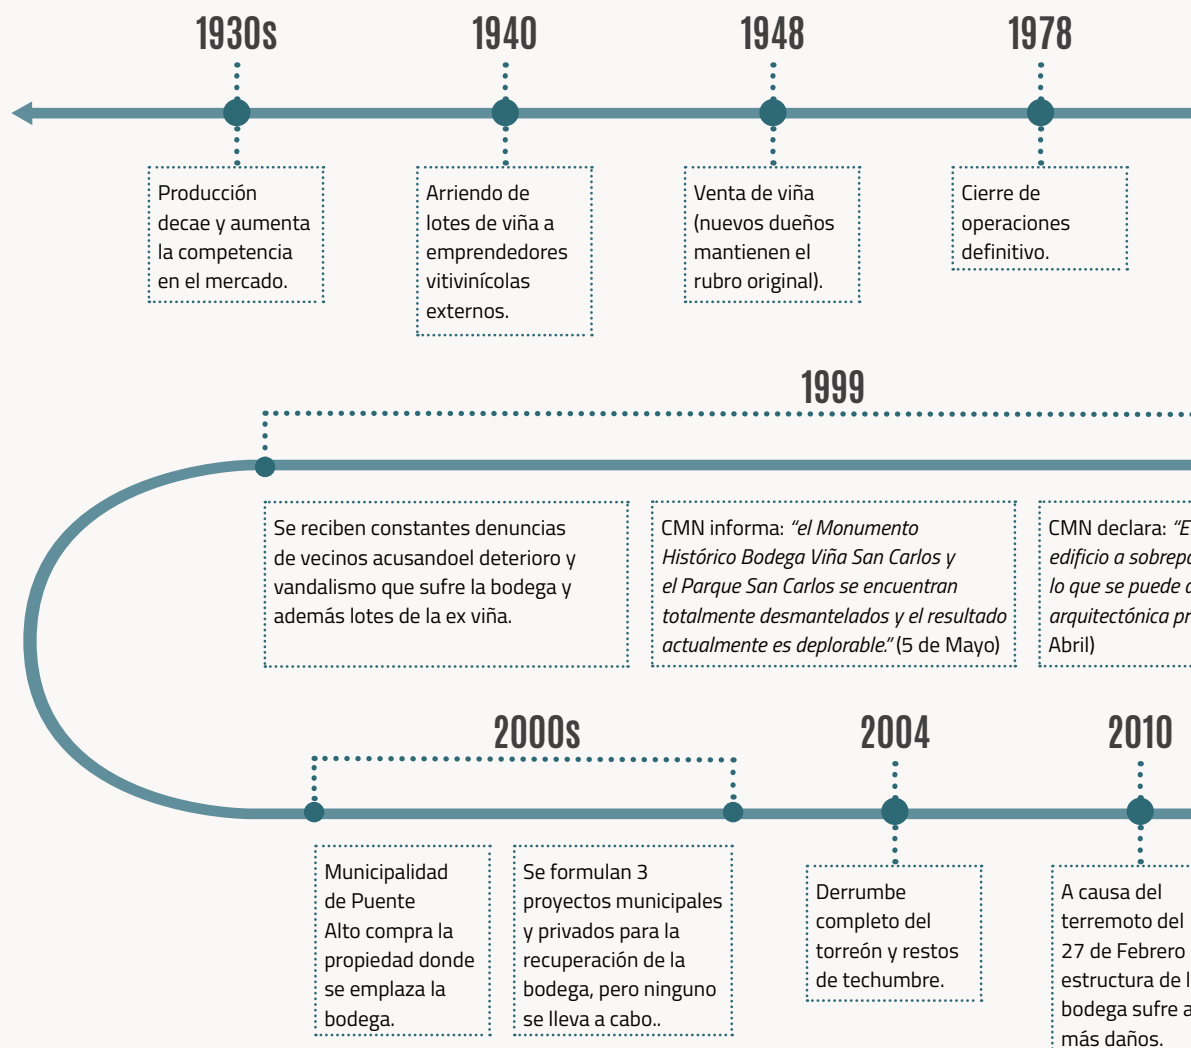 1930s
Producción
decae y aumenta
la competencia
en el mercado.
1940
Arriendo de
lotes de viña a
emprendedores
vitivinícolas
externos.
1948
Venta de viña
(nuevos dueños
mantienen el
rubro original).
1978
Cierre de
operaciones
definitivo.
1999
Se reciben constantes denuncias
de vecinos acusandoel deterioro y
vandalismo que sufre la bodega y
además lotes de la ex viña.
CMN informa: “el Monumento
Histórico Bodega Viña San Carlos y
el Parque San Carlos se encuentran
totalmente desmantelados y el resultado
actualmente es deplorable.” (5 de Mayo)
CMN declara:
edificio a
lo que se puede
arquitectónica
Abril)
2000s
Municipalidad
de Puente
Alto compra la
propiedad donde
se emplaza la
bodega.
Se formulan 3
proyectos municipales
y privados para la
recuperación de la
bodega, pero ninguno
se lleva a cabo..
2004
Derrumbe
completo del
torreón y restos
de techumbre.
2010
A causa del
terremoto del
27 de Febrero
estructura de
bodega sufre
más daños.